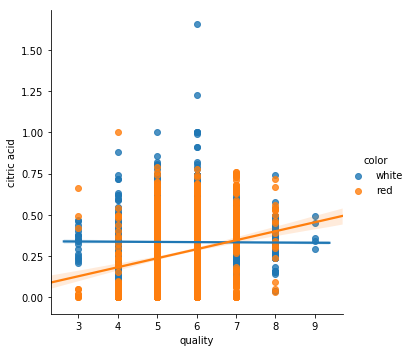 1.50
1.25
1.00
0.75
0.50
0.25
0.00
citric acid
3 4 5 6 7 8 9
quality
color
white
red